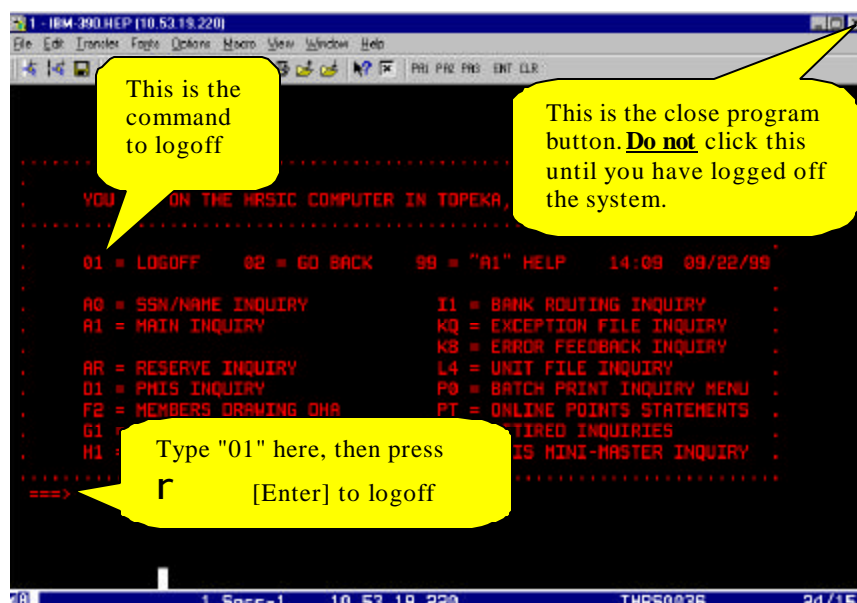 1 - IBM-390.HEP (10.53.19.220)
File Edit Transfer Fonts Options Macro View Window Help
PA1 PA2 PA3 ENT CLR
This is the
command
to logoff
This is the close program
button. Do not click this
until you have logged off
the system.
YOU ON THE HRSIC COMPUTER IN TOPEKA,
01 = LOGOFF 02 = GO BACK 99 = "A1" HELP 14:09 09/22/99
A0 = SSN/NAME INQUIRY I1 = BANK ROUTING INQUIRY
A1 = MAIN INQUIRY KQ = EXCEPTION FILE INQUIRY
K8 = ERROR FEEDBACK INQUIRY
AR = RESERVE INQUIRY L4 = UNIT FILE INQUIRY
D1 = PMIS INQUIRY P0 = BATCH PRINT INQUIRY MENU
F2 = MEMBERS DRAWING OHA PT = ONLINE POINTS STATEMENTS
G1 = TIRED INQUIRIES
H1 = IS MINI-MASTER INQUIRY
Type "01" here, then press
r [Enter] to logoff
===>
1 Sess-1 10.53.19.220 24/15